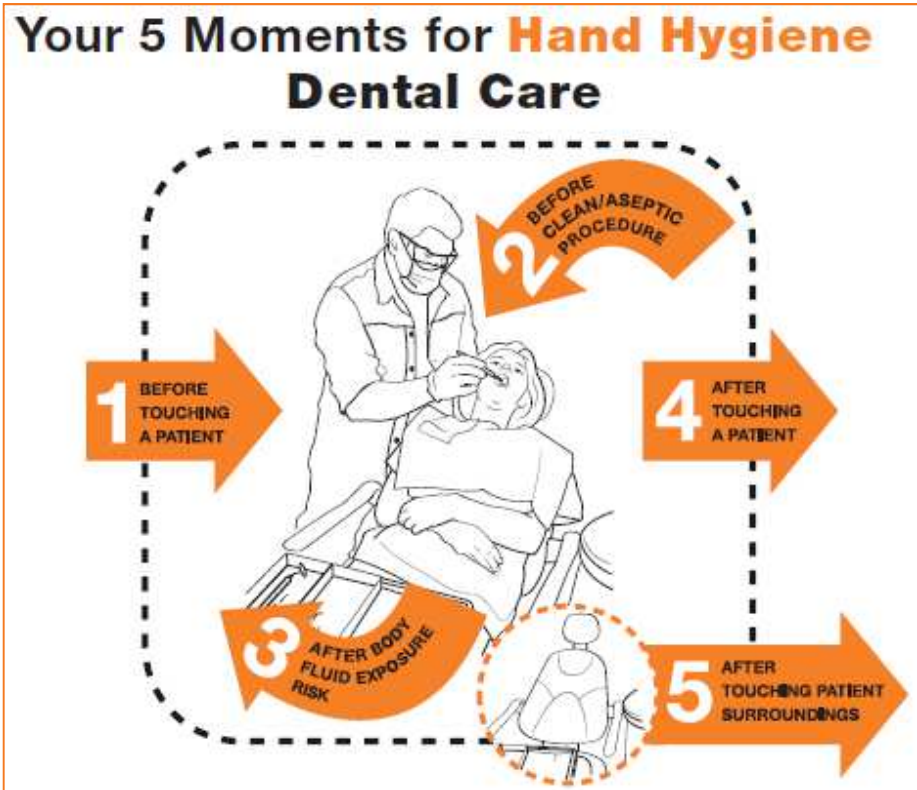 Your 5 Moments for Hand Hygiene
Dental Care
1
BEFORE
TOUCHING
A PATIENT
2
BEFORE
CLEAN/ASEPTIC
PROCEDURE
3
AFTER BODY
FLUID EXPOSURE
RISK
4
AFTER
TOUCHING
A PATIENT
5
AFTER
TOUCHING PATIENT
SURROUNDINGS